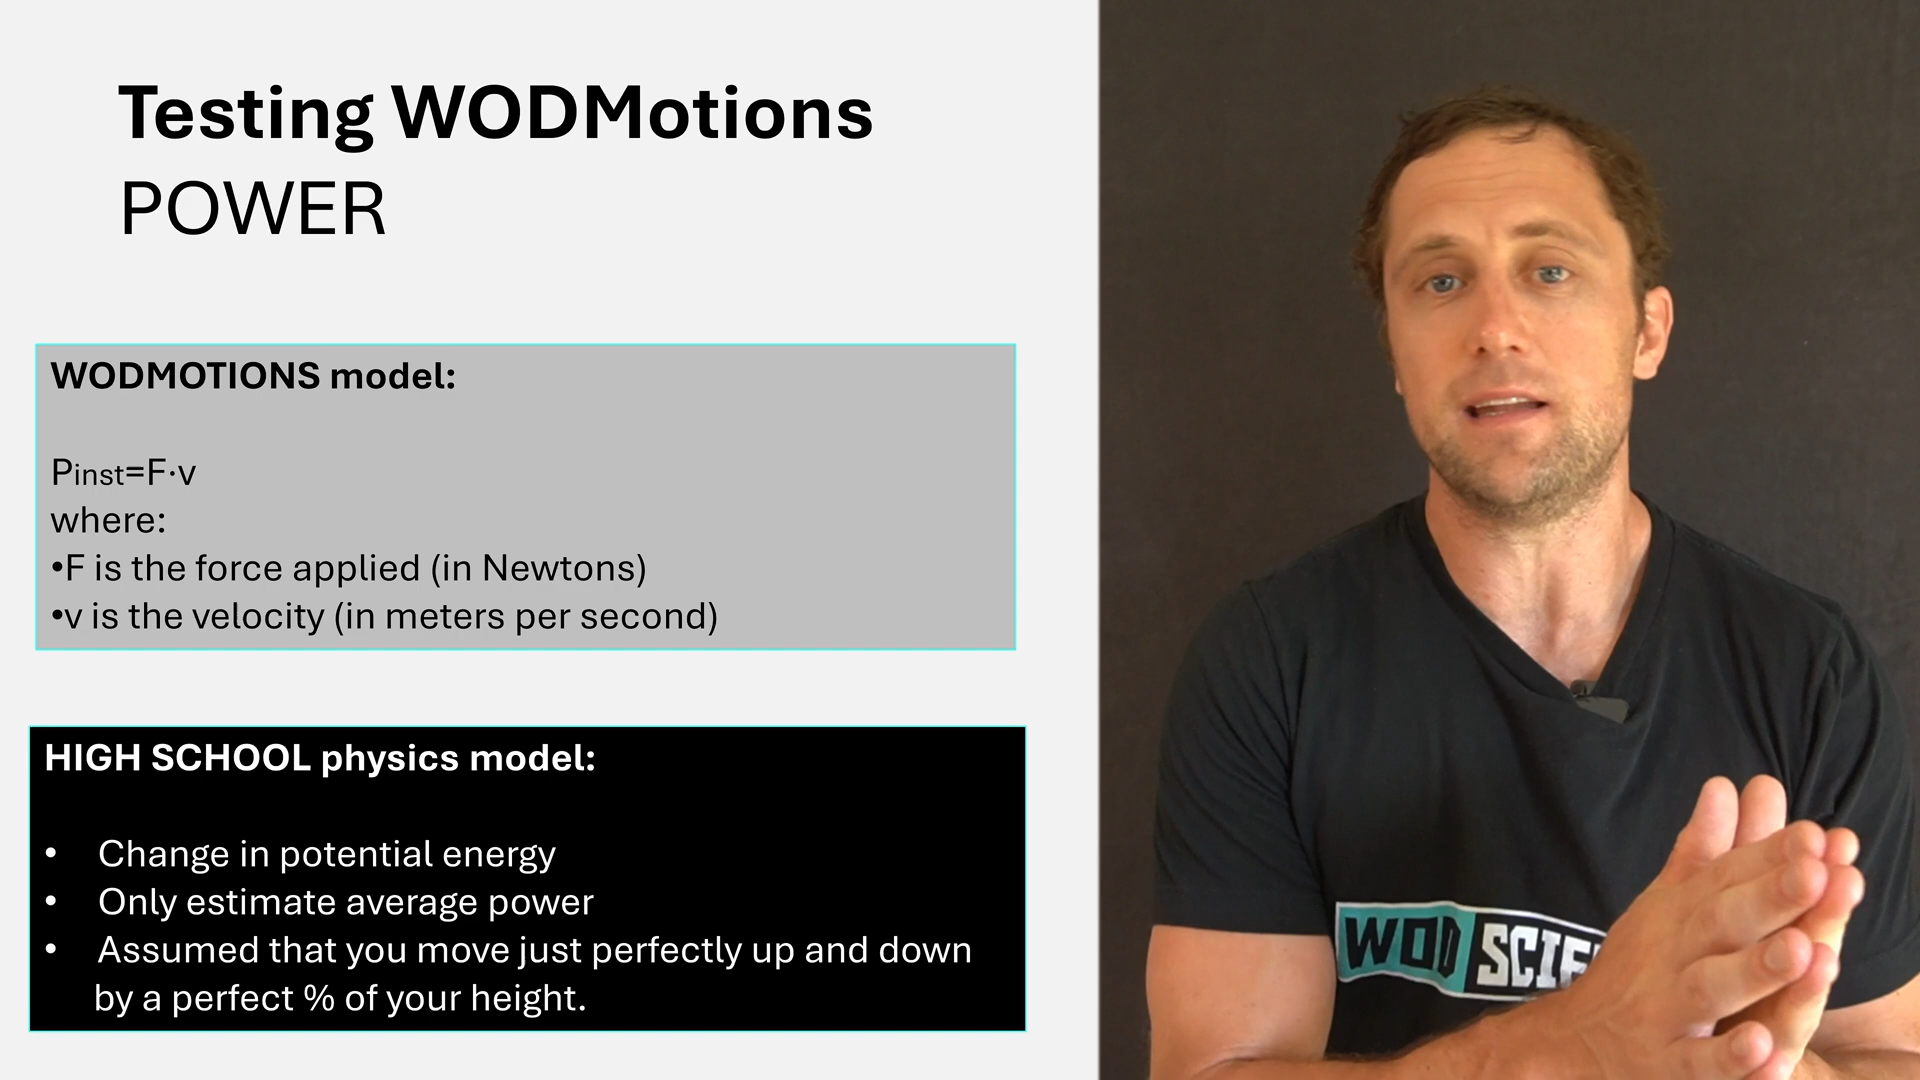 Testing WODMotions
POWER
WODMOTIONS model:
Pinst=F·v
where:
•F is the force applied (in Newtons)
•v is the velocity (in meters per second)
HIGH SCHOOL physics model:
• Change in potential energy
• Only estimate average power
• Assumed that you move just perfectly up and down
by a perfect % of your height.
WOD SCIE